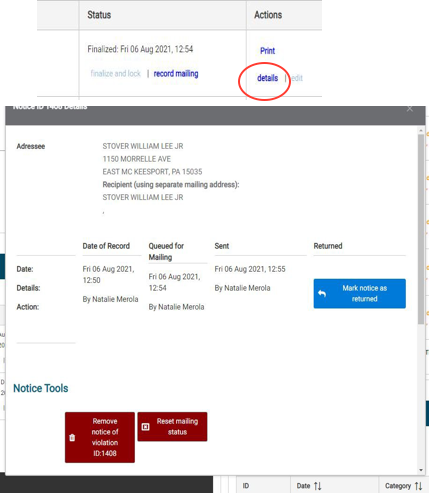 Status
Actions
Finalized: Fri 06 Aug 2021, 12:54
Print
finalize and lock | record mailing
details | edit
Notice ID 1408 Details
×
Adressee
STOVER WILLIAM LEE JR
1150 MORRELLE AVE
EAST MC KEESPORT, PA 15035
Recipient (using separate mailing address):
STOVER WILLIAM LEE JR
,
Date of Record
Queued for
Mailing
Sent
Returned
Date:
Fri 06 Aug 2021,
12:50
Fri 06 Aug 2021,
12:54
Fri 06 Aug 2021, 12:55
Details:
By Natalie Merola
By Natalie Merola
By Natalie Merola
Mark notice as
returned
Action:
Notice Tools
Remove
notice of
violation
ID:1408
Reset mailing
status
ID
Date
Category